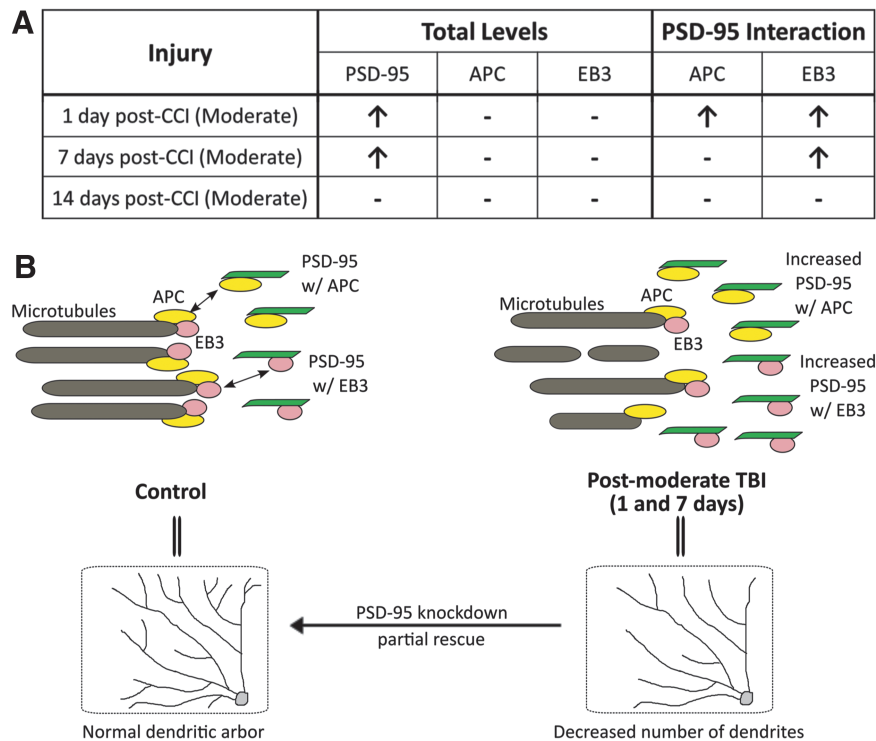 A
Injury
Total Levels
PSD-95 Interaction
PSD-95
APC
EB3
APC
EB3
1 day post-CCI (Moderate)
↑
-
-
↑
↑
7 days post-CCI (Moderate)
↑
-
-
-
↑
14 days post-CCI (Moderate)
-
-
-
-
-
B
Microtubules
APC
EB3
PSD-95
w/ APC
PSD-95
w/ EB3
Microtubules
APC
EB3
Increased
PSD-95
w/ APC
Increased
PSD-95
w/ EB3
Control
Post-moderate TBI
(1 and 7 days)
PSD-95 knockdown
partial rescue
Normal dendritic arbor
Decreased number of dendrites